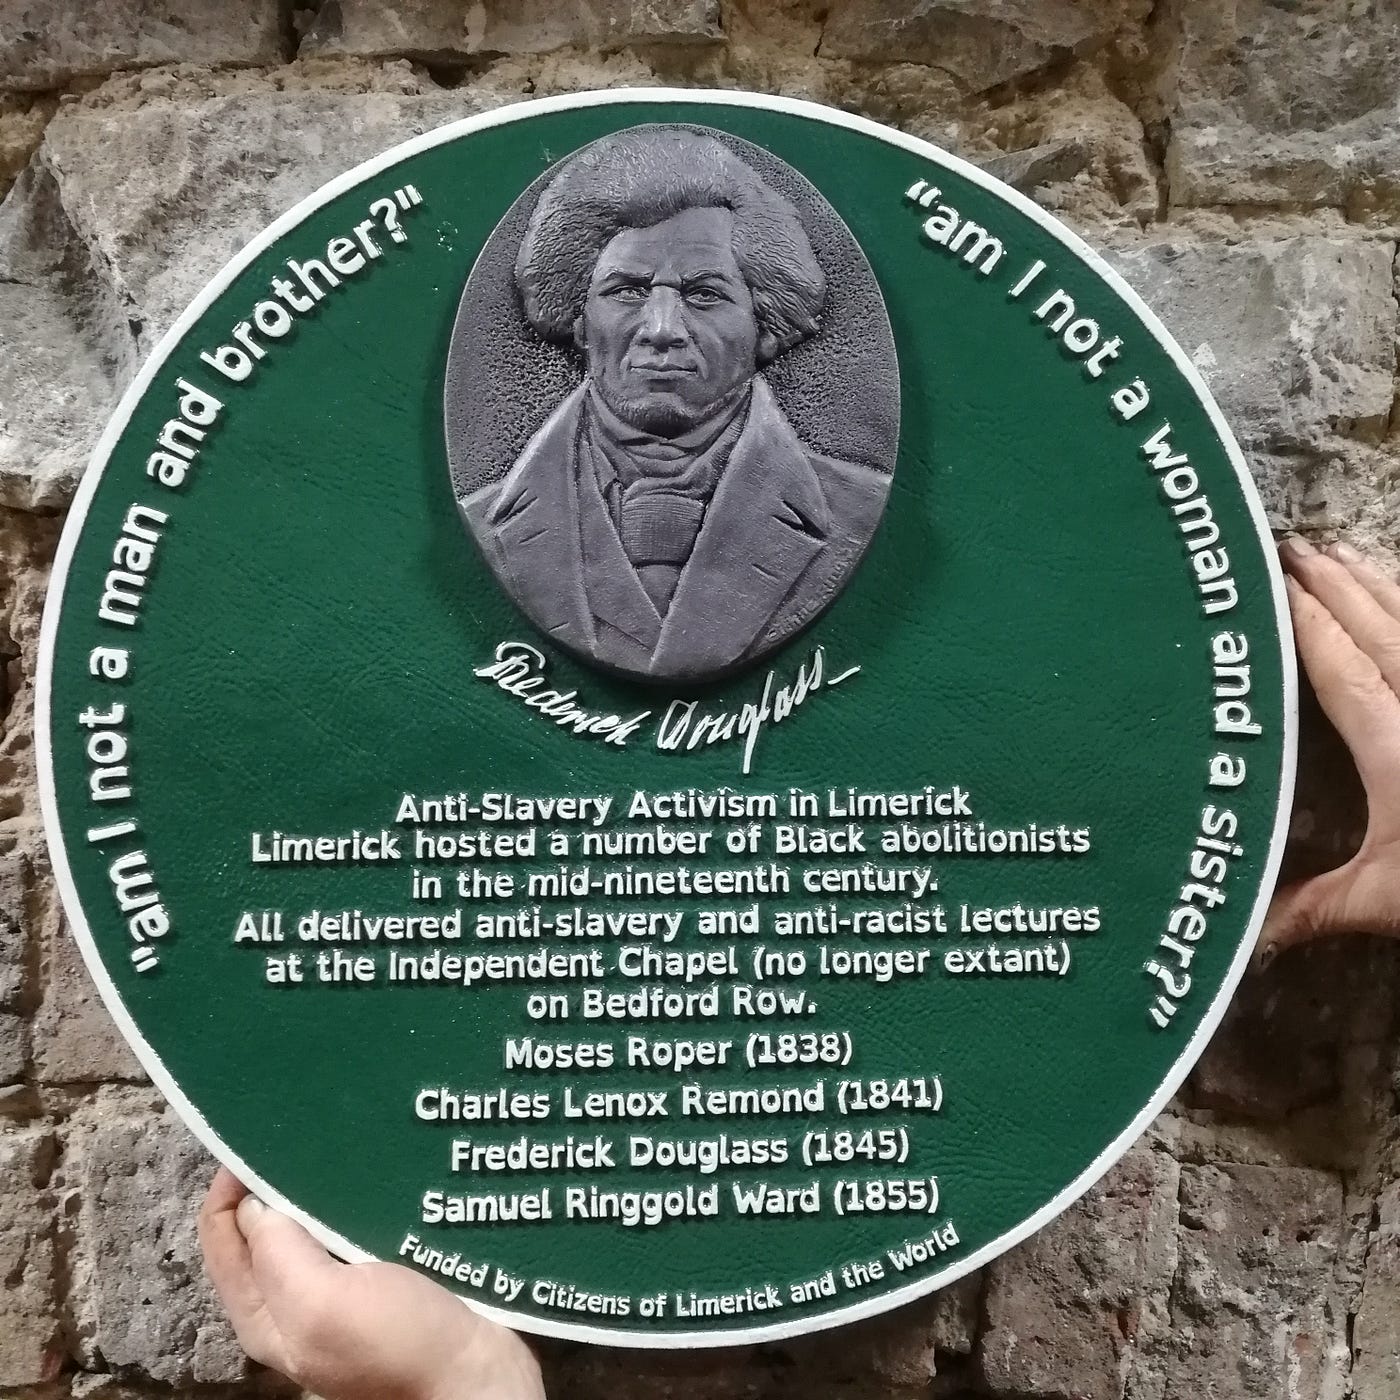 "am I not a man and brother?"
"am I not a woman and a sister?"
Frederick Douglass
Anti-Slavery Activism in Limerick
Limerick hosted a number of Black abolitionists
in the mid-nineteenth century.
All delivered anti-slavery and anti-racist lectures
at the Independent Chapel (no longer extant)
on Bedford Row.
Moses Roper (1838)
Charles Lenox Remond (1841)
Frederick Douglass (1845)
Samuel Ringgold Ward (1855)
Funded by Citizens of Limerick and the World